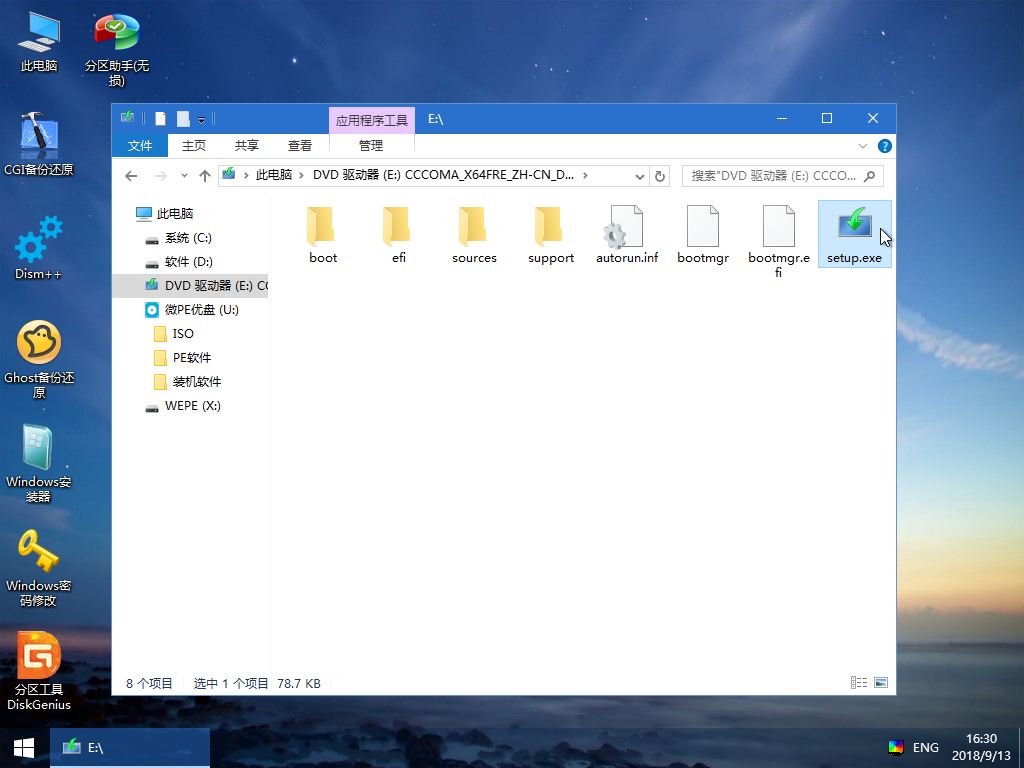 此电脑
分区助手(无
损)
CGI备份还原
Dism++
Ghost备份还
原
Windows安
装器
Windows密
码修改
分区工具
DiskGenius
应用程序工具
E:\
文件
主页
共享
查看
管理
此电脑
DVD 驱动器 (E:) CCCOMA_X64FRE_ZH-CN_D...
搜索"DVD 驱动器 (E:) CCCO...
此电脑
系统 (C:)
软件 (D:)
DVD 驱动器 (E:) CC
微PE优盘 (U:)
ISO
PE软件
装机软件
WEPE (X:)
boot
efi
sources
support
autorun.inf
bootmgr
bootmgr.e
fi
setup.exe
8 个项目
选中 1 个项目 78.7 KB
E:\
ENG
16:30
2018/9/13